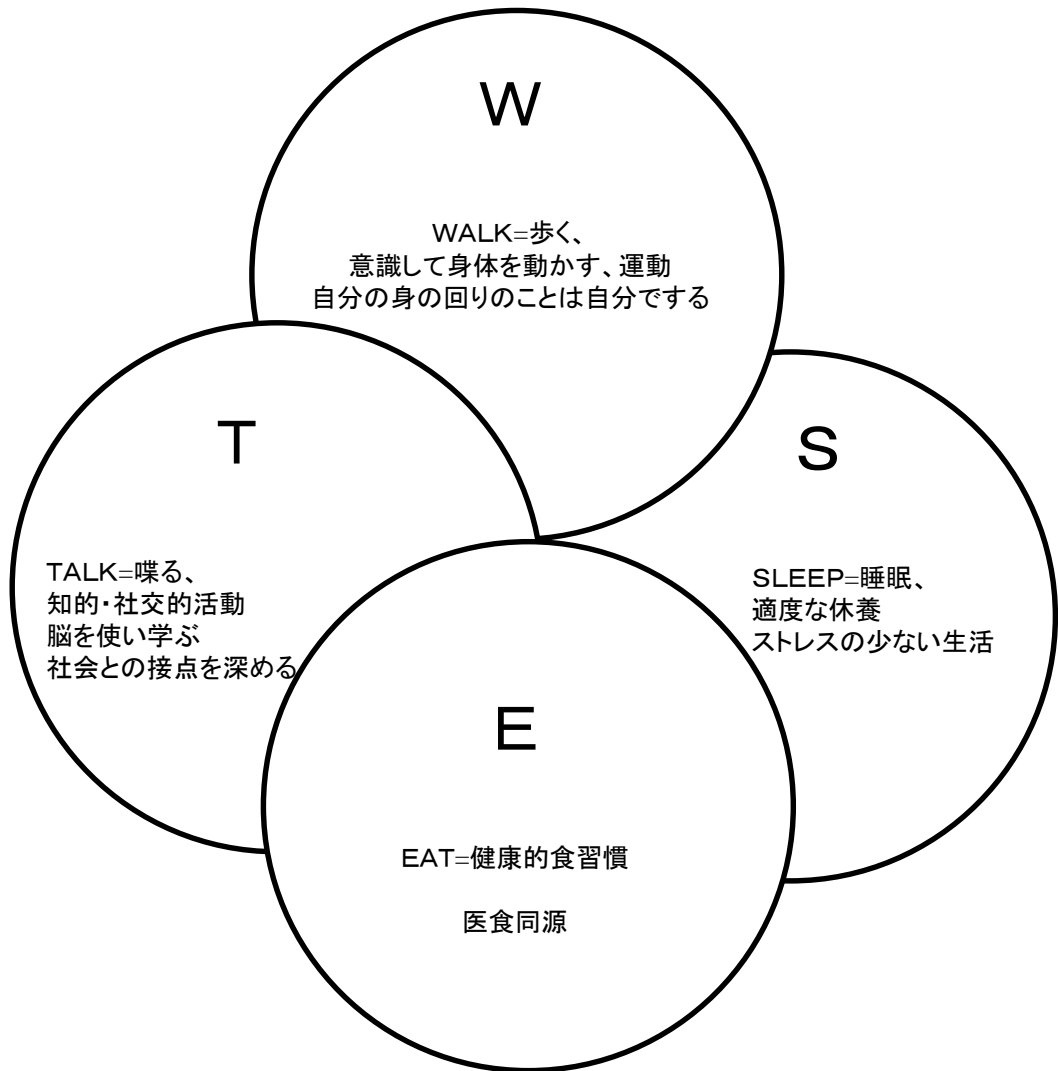 W
WALK=歩く、
意識して身体を動かす、運動
自分の身の回りのことは自分でする
T
TALK=喋る、
知的・社交的活動
脳を使い学ぶ
社会との接点を深める
S
SLEEP=睡眠、
適度な休養
ストレスの少ない生活
E
EAT=健康的食習慣
医食同源